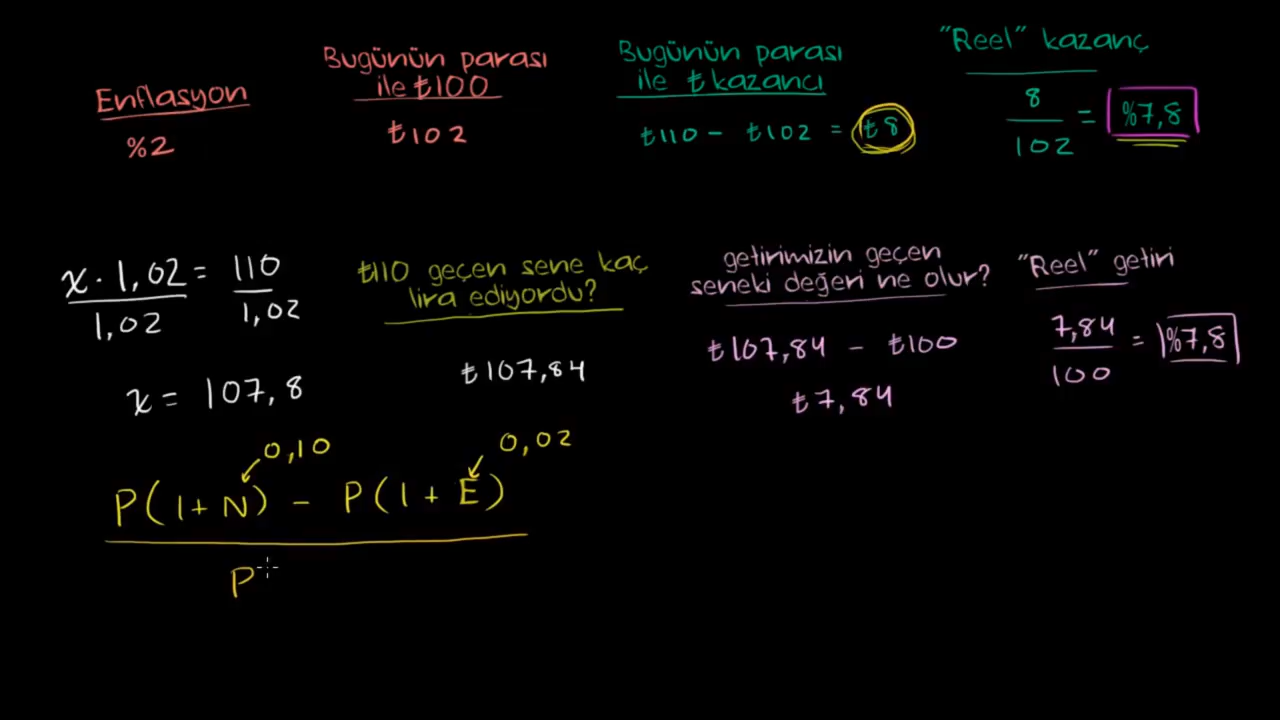 Enflasyon
%2
Bugünün parası
ile ₺100
₺102
Bugünün parası
ile ₺ kazancı
₺110 - ₺102 = ₺8
"Reel" kazanç
8
102
= %7,8
x · 1,02 = 110
1,02 1,02
x = 107,8
₺110 geçen sene kaç
lira ediyordu?
₺107,84
getirimizin geçen
seneki değeri ne olur?
₺107,84 - ₺100
₺7,84
"Reel" getiri
7,84
100
= %7,8
0,10 0,02
P(1+N) - P(1+E)
P